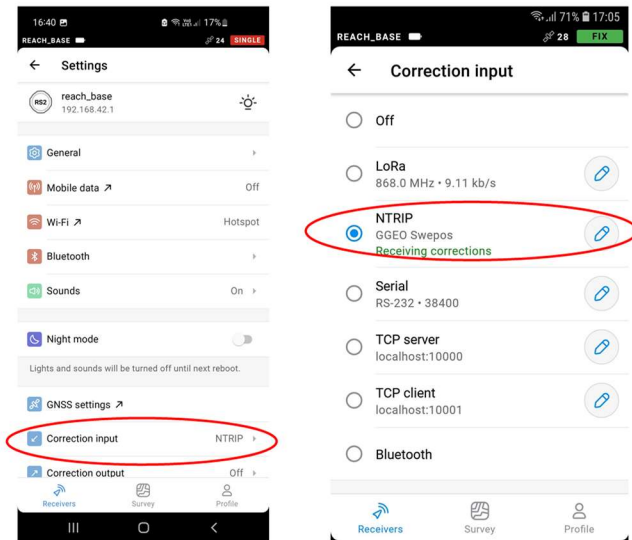 16:40 17%
REACH_BASE 24 SINGLE
Settings
RS2
reach_base
192.168.42.1
General
Mobile data Off
Wi-Fi Hotspot
Bluetooth
Sounds On
Night mode
Lights and sounds will be turned off until next reboot.
GNSS settings
Correction input NTRIP
Correction output Off
Receivers Survey Profile
71% 17:05
REACH_BASE 28 FIX
Correction input
Off
LoRa
868.0 MHz • 9.11 kb/s
NTRIP
GGEO Swepos
Receiving corrections
Serial
RS-232 • 38400
TCP server
localhost:10000
TCP client
localhost:10001
Bluetooth
Receivers Survey Profile